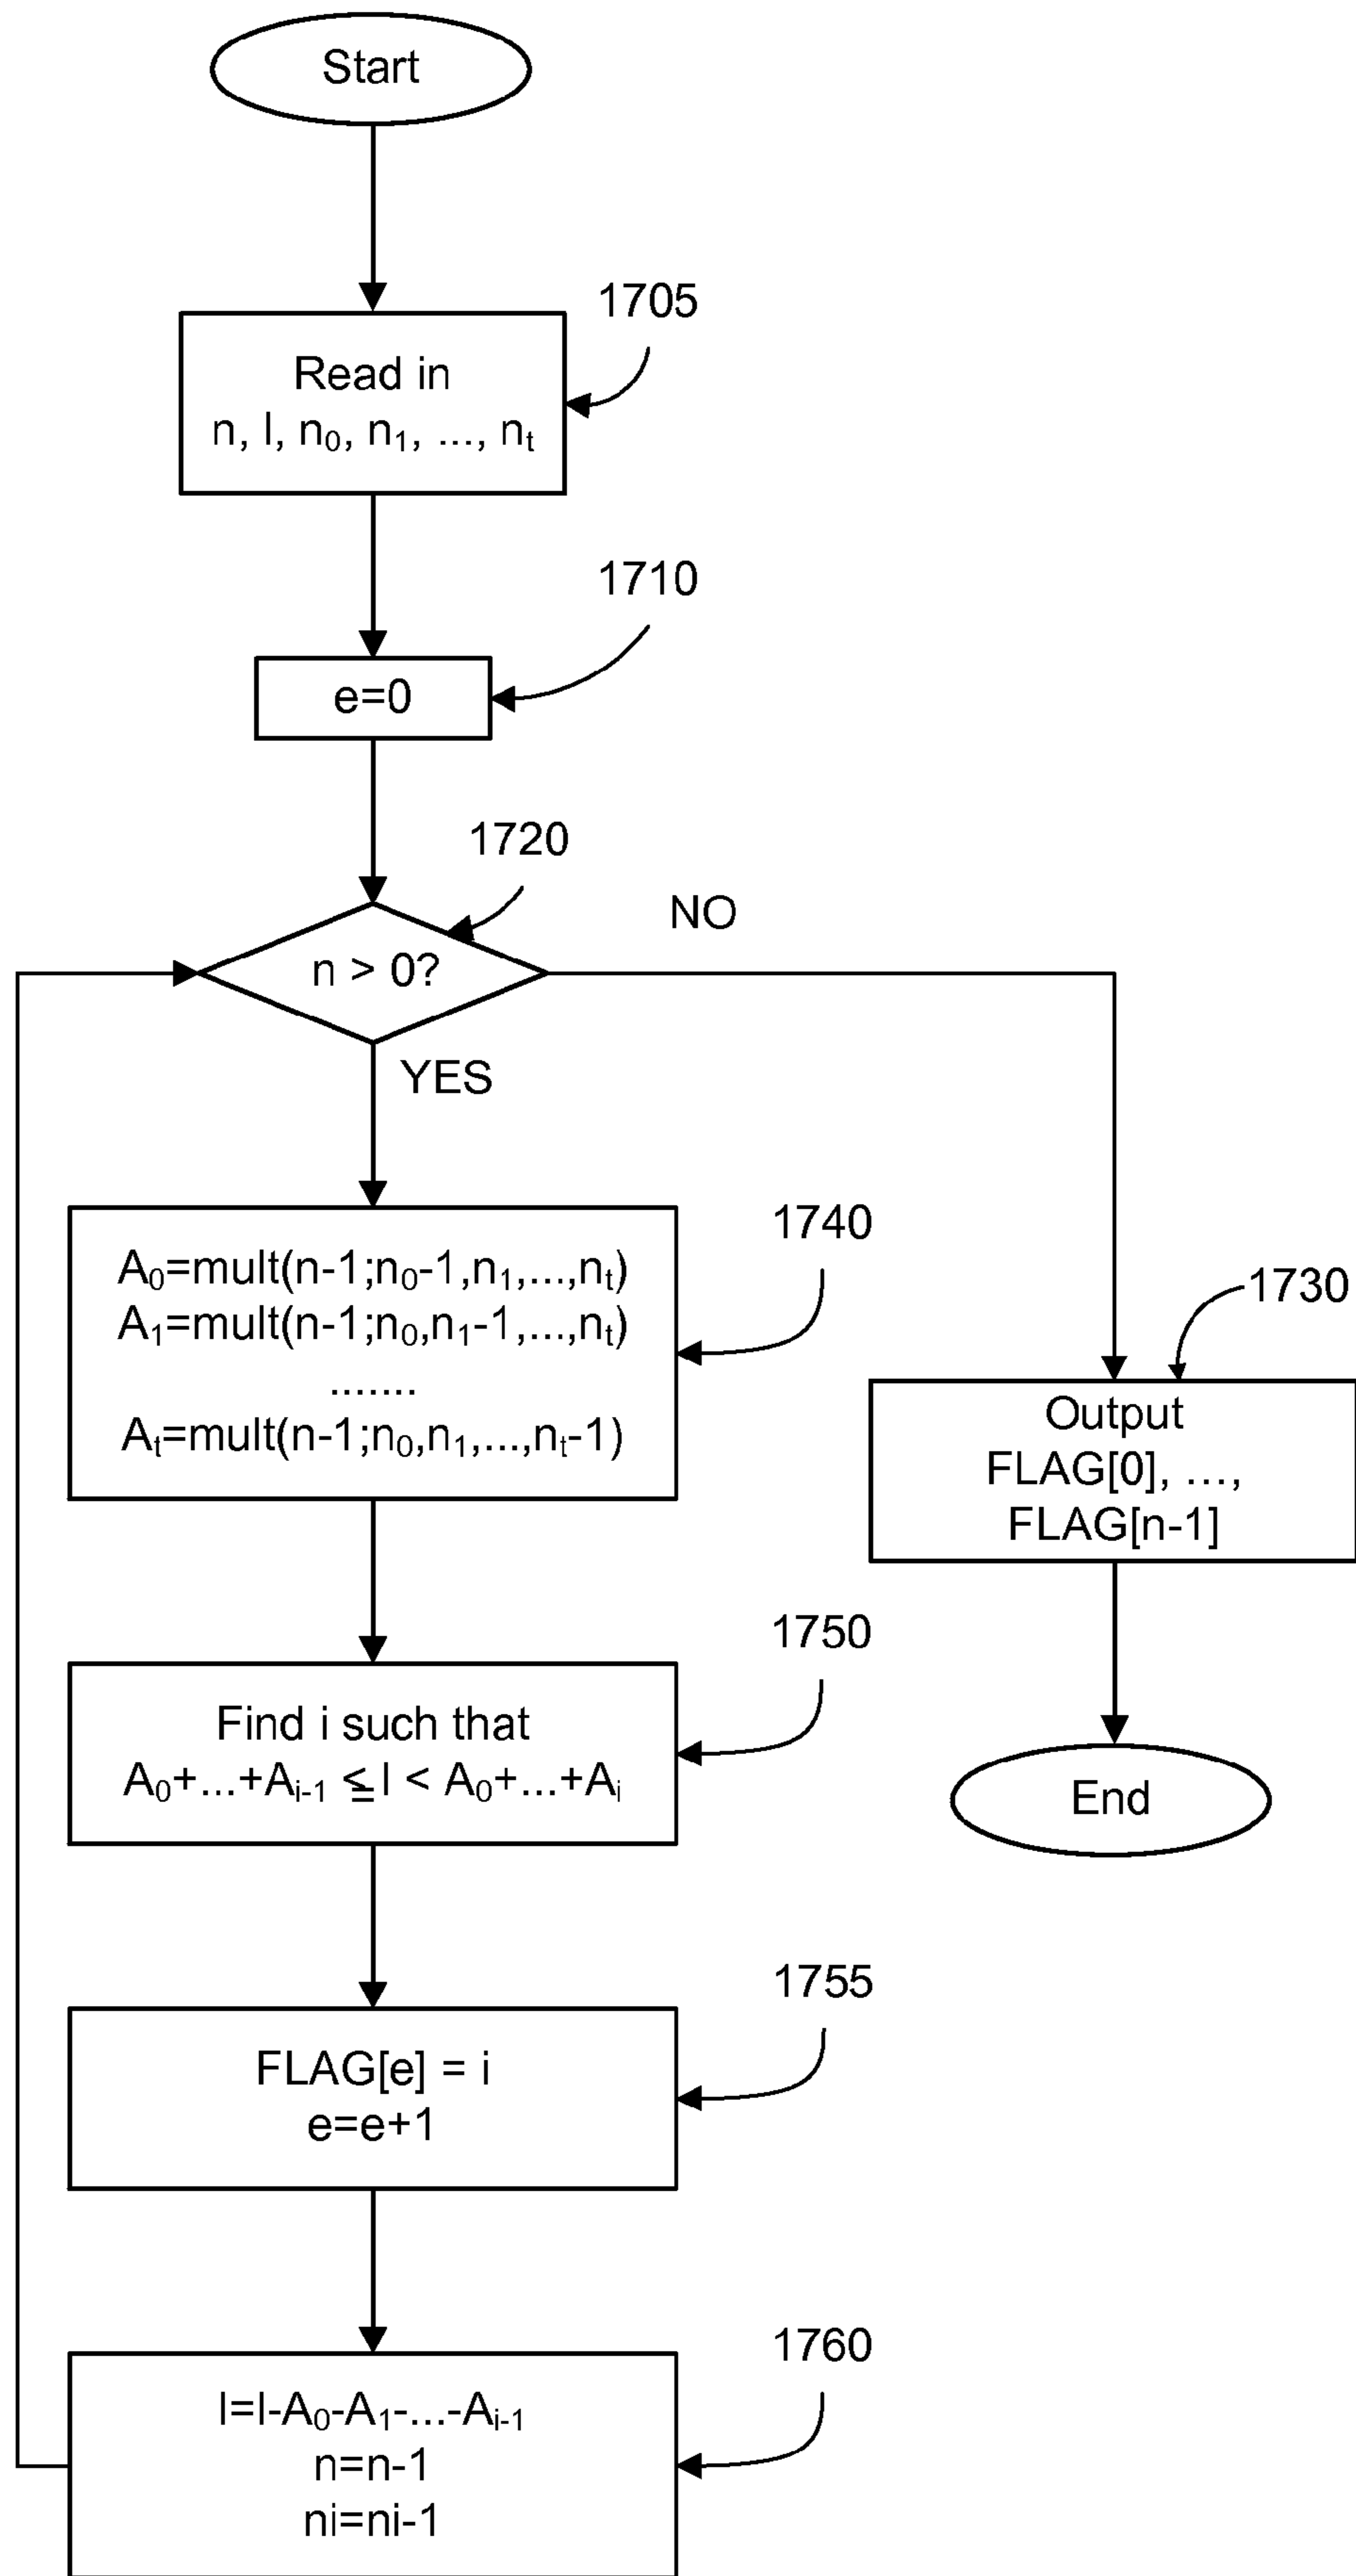 Start
1705
Read in
n, l, n₀, n₁, ..., nₜ
1710
e=0
1720
NO
n > 0?
YES
1740
A₀=mult(n-1;n₀-1,n₁,...,nₜ)
A₁=mult(n-1;n₀,n₁-1,...,nₜ)
.......
Aₜ=mult(n-1;n₀,n₁,...,nₜ-1)
1730
Output
FLAG[0], ...,
FLAG[n-1]
1750
Find i such that
A₀+...+Aᵢ₋₁ ≤ l < A₀+...+Aᵢ
End
1755
FLAG[e] = i
e=e+1
1760
l=l-A₀-A₁-...-Aᵢ₋₁
n=n-1
ni=ni-1